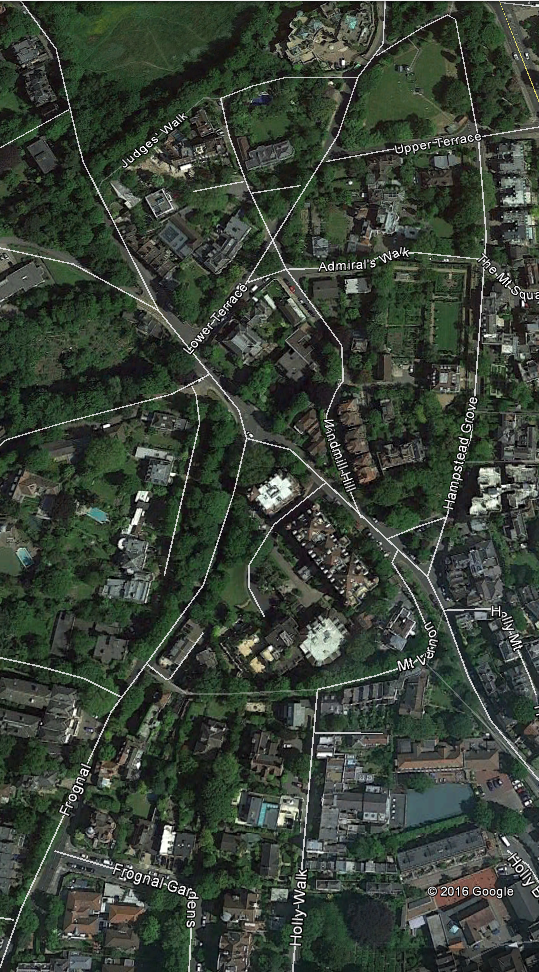 Judges' Walk
Upper Terrace
Admiral's Walk
The Mt Squa
Lower Terrace
Windmill Hill
Hampstead Grove
Holly Mt
Mt Vernon
Frognal
Frognal Gardens
Holly Walk
Holly B
© 2016 Google